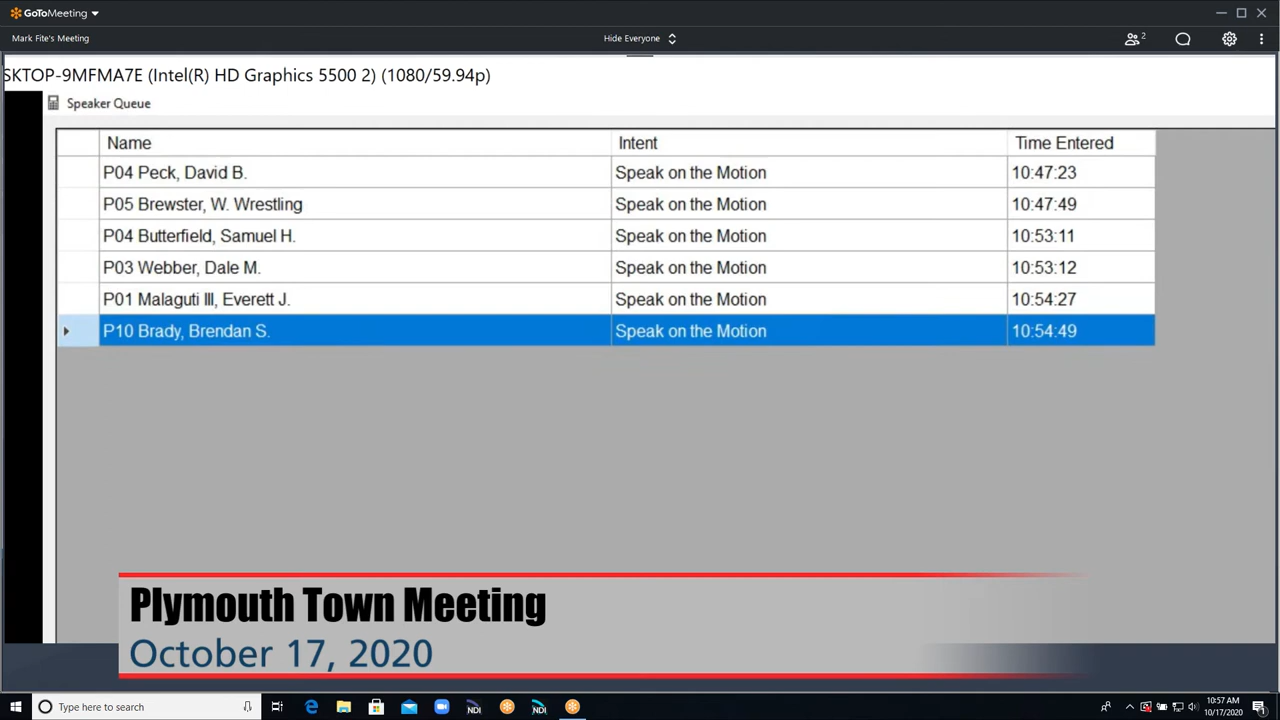 GoToMeeting
Mark Fite's Meeting
Hide Everyone
2
SKTOP-9MFMA7E (Intel(R) HD Graphics 5500 2) (1080/59.94p)
Speaker Queue
Name Intent Time Entered
P04 Peck, David B. Speak on the Motion 10:47:23
P05 Brewster, W. Wrestling Speak on the Motion 10:47:49
P04 Butterfield, Samuel H. Speak on the Motion 10:53:11
P03 Webber, Dale M. Speak on the Motion 10:53:12
P01 Malaguti III, Everett J. Speak on the Motion 10:54:27
P10 Brady, Brendan S. Speak on the Motion 10:54:49
Plymouth Town Meeting
October 17, 2020
Type here to search
NDI
NDI
10:57 AM
10/17/2020
1